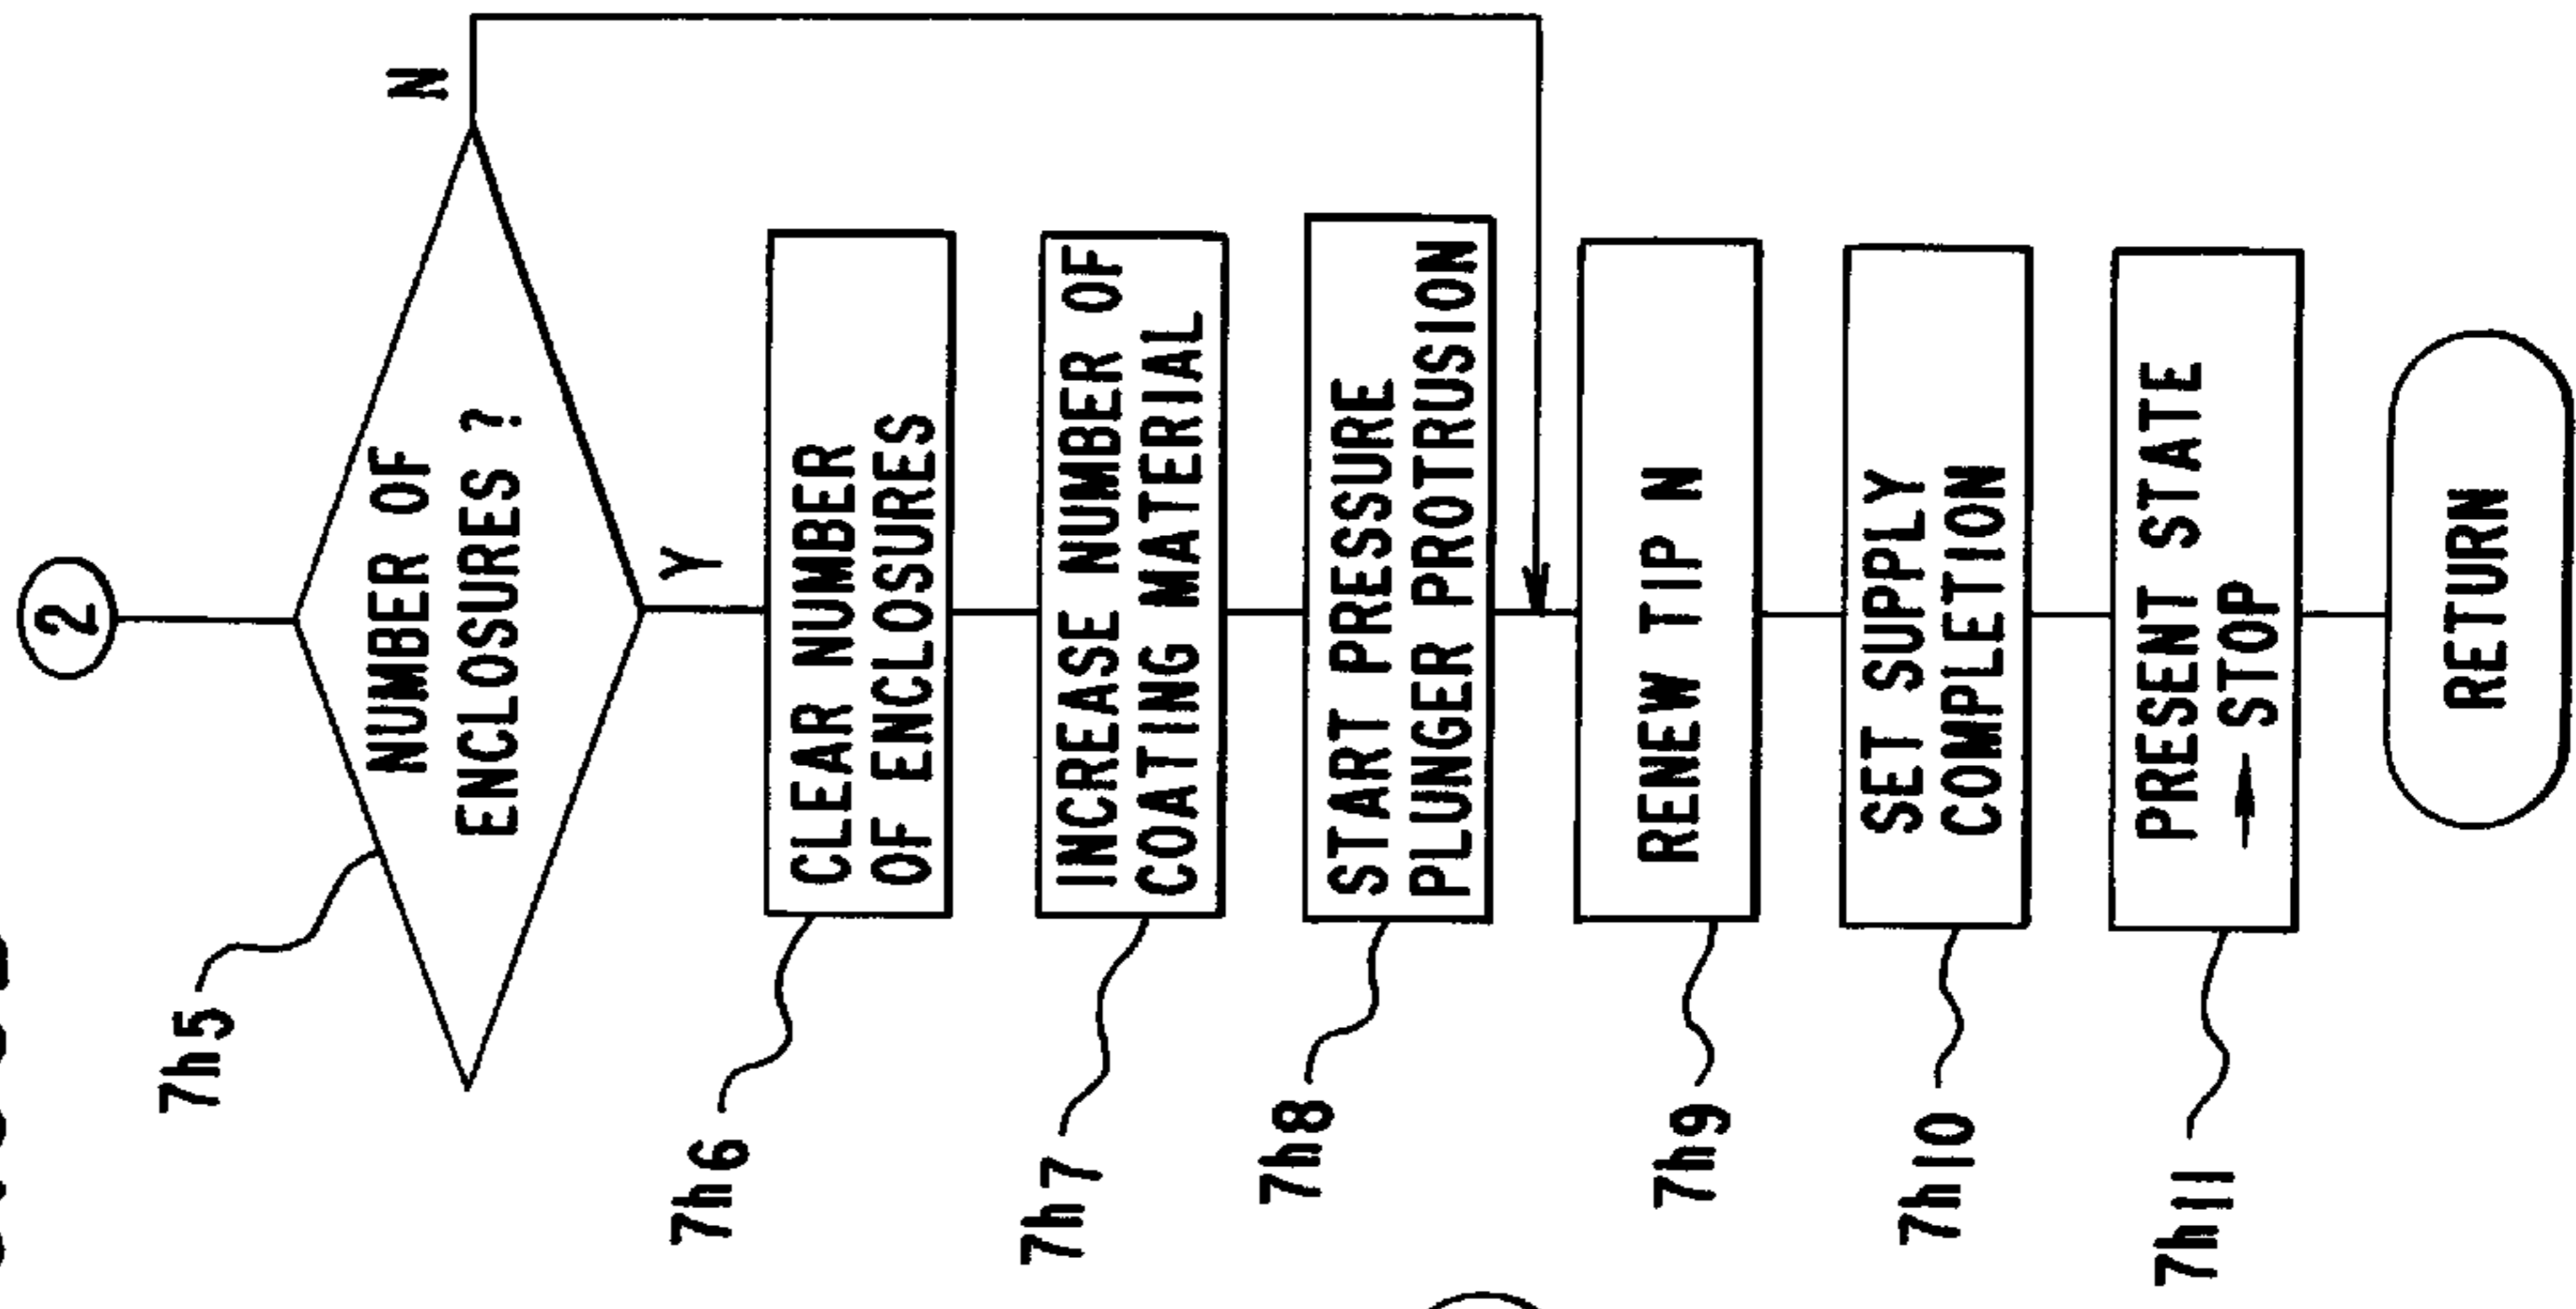 2
7h5
NUMBER OF
ENCLOSURES ?
N
Y
7h6
CLEAR NUMBER
OF ENCLOSURES
7h7
INCREASE NUMBER OF
COATING MATERIAL
7h8
START PRESSURE
PLUNGER PROTRUSION
7h9
RENEW TIP N
7h10
SET SUPPLY
COMPLETION
7h11
PRESENT STATE
→ STOP
RETURN